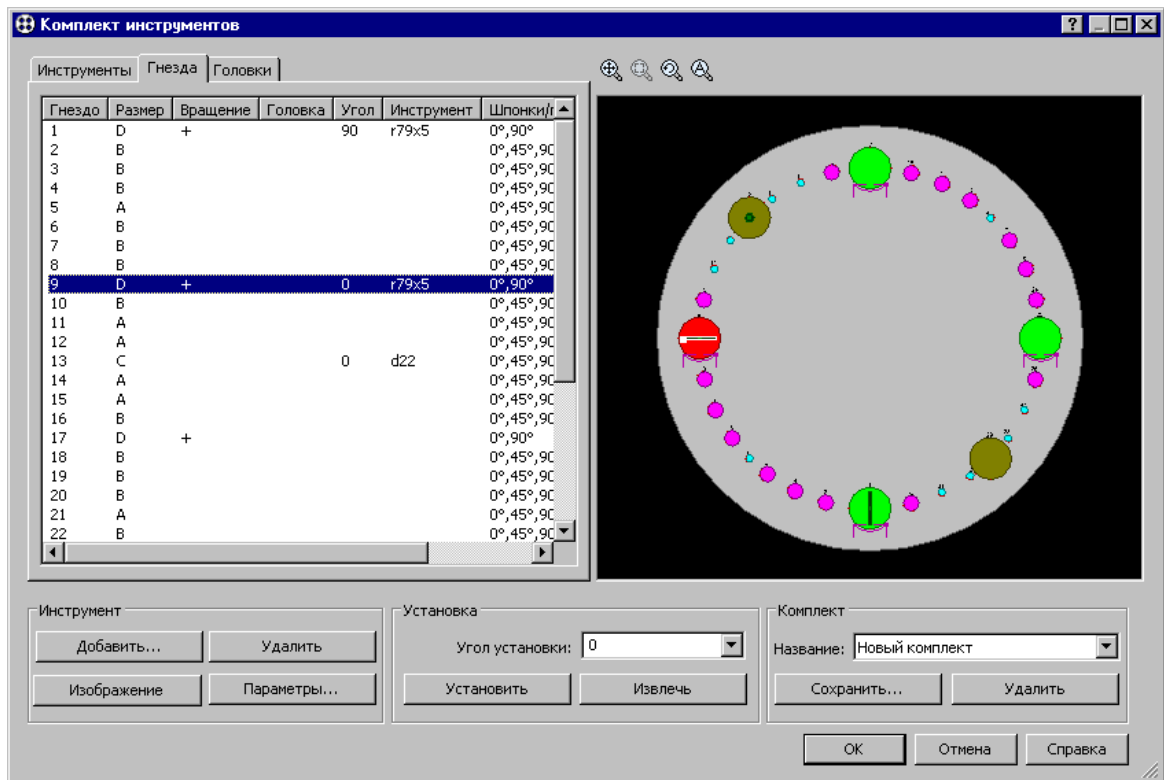 Комплект инструментов
Инструменты Гнезда Головки
Гнездо Размер Вращение Головка Угол Инструмент Шпонки/г
1 D + 90 r79x5 0°,90°
2 B 0°,45°,90
3 B 0°,45°,90
4 B 0°,45°,90
5 A 0°,45°,90
6 B 0°,45°,90
7 B 0°,45°,90
8 B 0°,45°,90
9 D + 0 r79x5 0°,90°
10 B 0°,45°,90
11 A 0°,45°,90
12 A 0°,45°,90
13 C 0 d22 0°,45°,90
14 A 0°,45°,90
15 A 0°,45°,90
16 B 0°,45°,90
17 D + 0°,90°
18 B 0°,45°,90
19 B 0°,45°,90
20 B 0°,45°,90
21 A 0°,45°,90
22 B 0°,45°,90
Инструмент
Добавить... Удалить
Изображение Параметры...
Установка
Угол установки: 0
Установить Извлечь
Комплект
Название: Новый комплект
Сохранить... Удалить
OK Отмена Справка